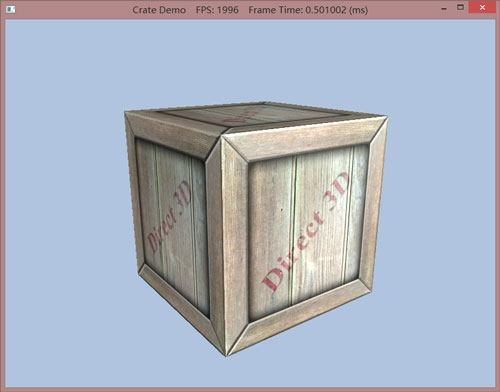 Crate Demo    FPS: 1996    Frame Time: 0.501002 (ms)
Direct 3D
Direct 3D